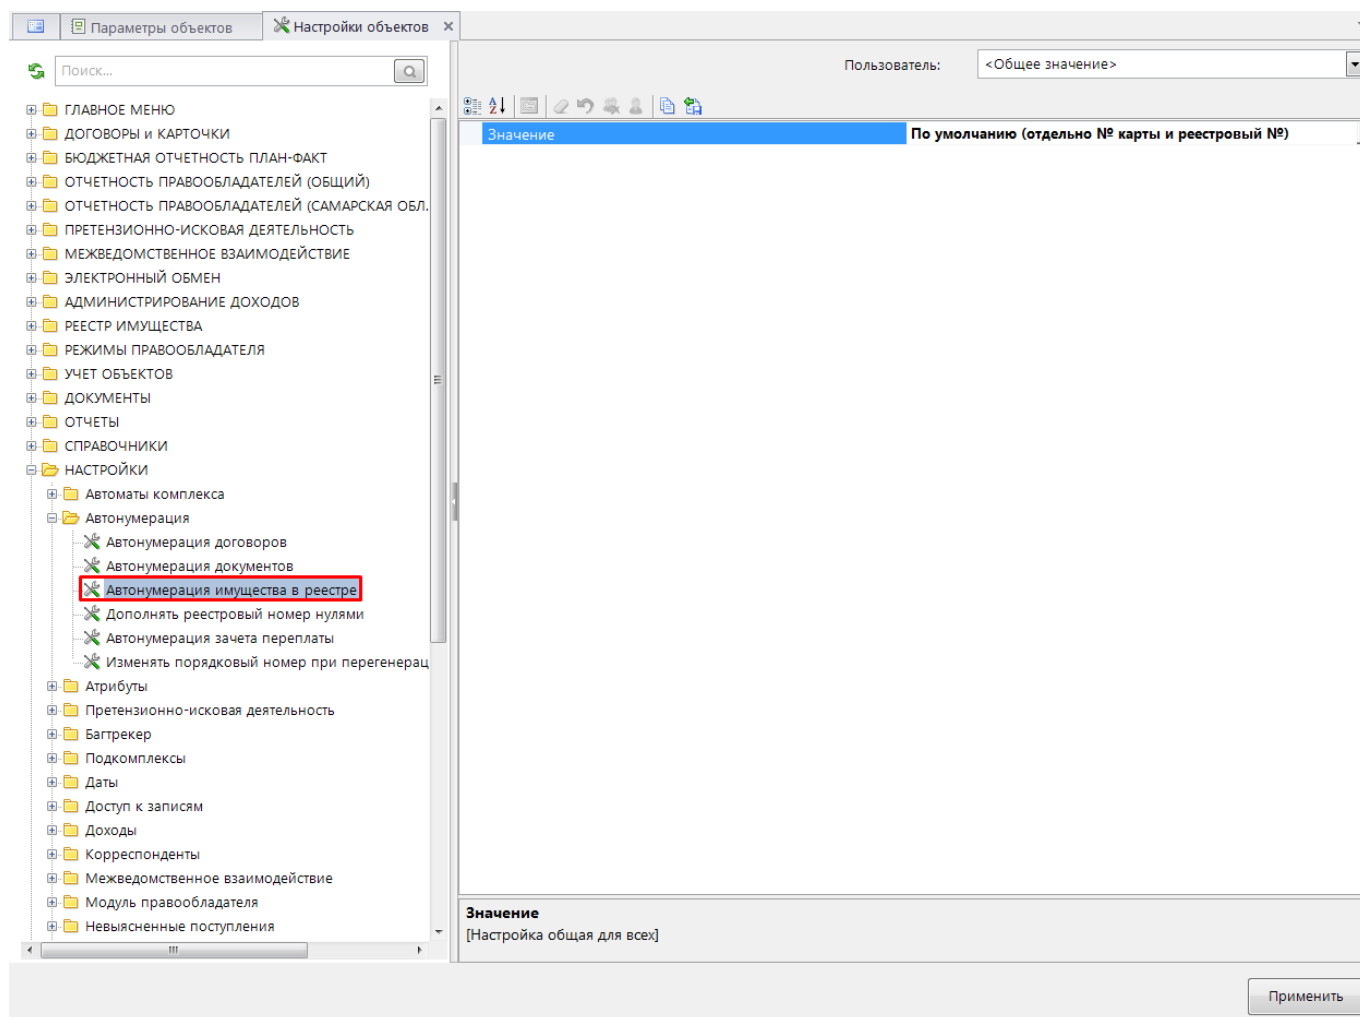 Параметры объектов
Настройки объектов
Поиск...
Пользователь:
<Общее значение>
ГЛАВНОЕ МЕНЮ
ДОГОВОРЫ и КАРТОЧКИ
БЮДЖЕТНАЯ ОТЧЕТНОСТЬ ПЛАН-ФАКТ
ОТЧЕТНОСТЬ ПРАВООБЛАДАТЕЛЕЙ (ОБЩИЙ)
ОТЧЕТНОСТЬ ПРАВООБЛАДАТЕЛЕЙ (САМАРСКАЯ ОБЛ.
ПРЕТЕНЗИОННО-ИСКОВАЯ ДЕЯТЕЛЬНОСТЬ
МЕЖВЕДОМСТВЕННОЕ ВЗАИМОДЕЙСТВИЕ
ЭЛЕКТРОННЫЙ ОБМЕН
АДМИНИСТРИРОВАНИЕ ДОХОДОВ
РЕЕСТР ИМУЩЕСТВА
РЕЖИМЫ ПРАВООБЛАДАТЕЛЯ
УЧЕТ ОБЪЕКТОВ
ДОКУМЕНТЫ
ОТЧЕТЫ
СПРАВОЧНИКИ
НАСТРОЙКИ
Автоматы комплекса
Автонумерация
Автонумерация договоров
Автонумерация документов
Автонумерация имущества в реестре
Дополнять реестровый номер нулями
Автонумерация зачета переплаты
Изменять порядковый номер при перегенерац
Атрибуты
Претензионно-исковая деятельность
Багтрекер
Подкомплексы
Даты
Доступ к записям
Доходы
Корреспонденты
Межведомственное взаимодействие
Модуль правообладателя
Невыясненные поступления
Значение
По умолчанию (отдельно № карты и реестровый №)
Значение
[Настройка общая для всех]
Применить